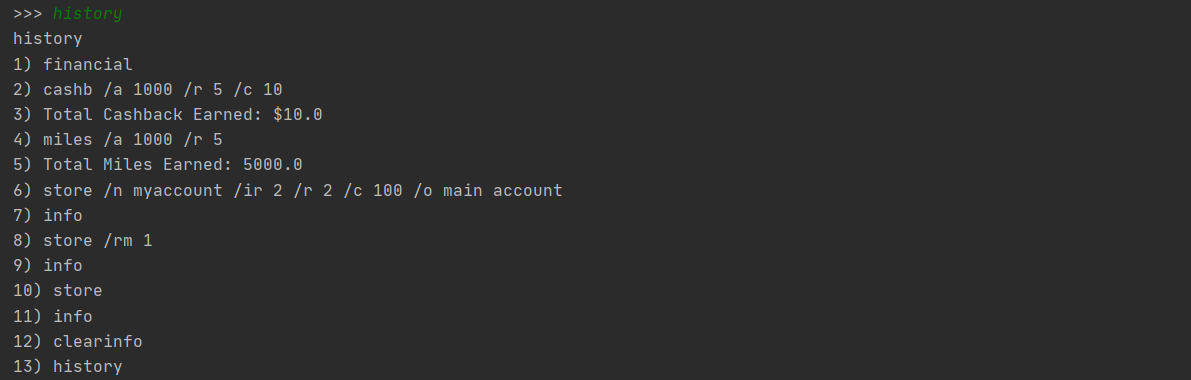 >>> history
history
1) financial
2) cashb /a 1000 /r 5 /c 10
3) Total Cashback Earned: $10.0
4) miles /a 1000 /r 5
5) Total Miles Earned: 5000.0
6) store /n myaccount /ir 2 /r 2 /c 100 /o main account
7) info
8) store /rm 1
9) info
10) store
11) info
12) clearinfo
13) history